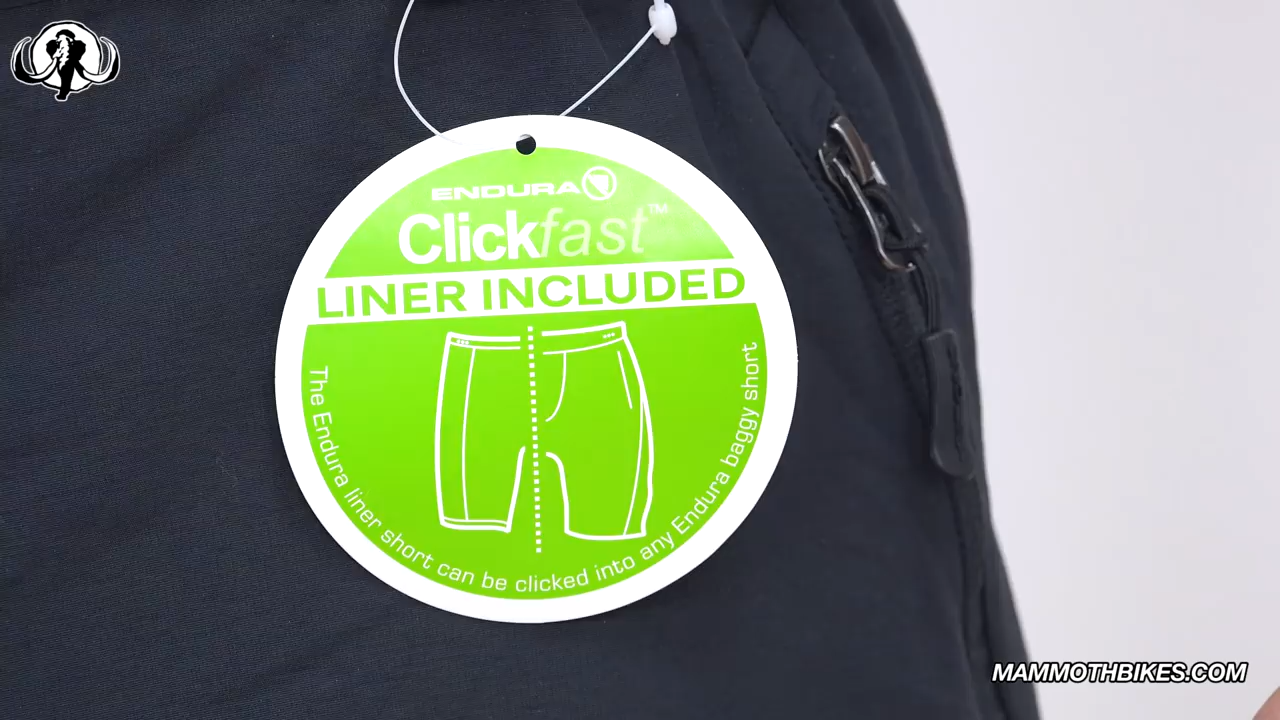 ENDURA
Clickfast™
LINER INCLUDED
The Endura liner short can be clicked into any Endura baggy short
MAMMOTHBIKES.COM